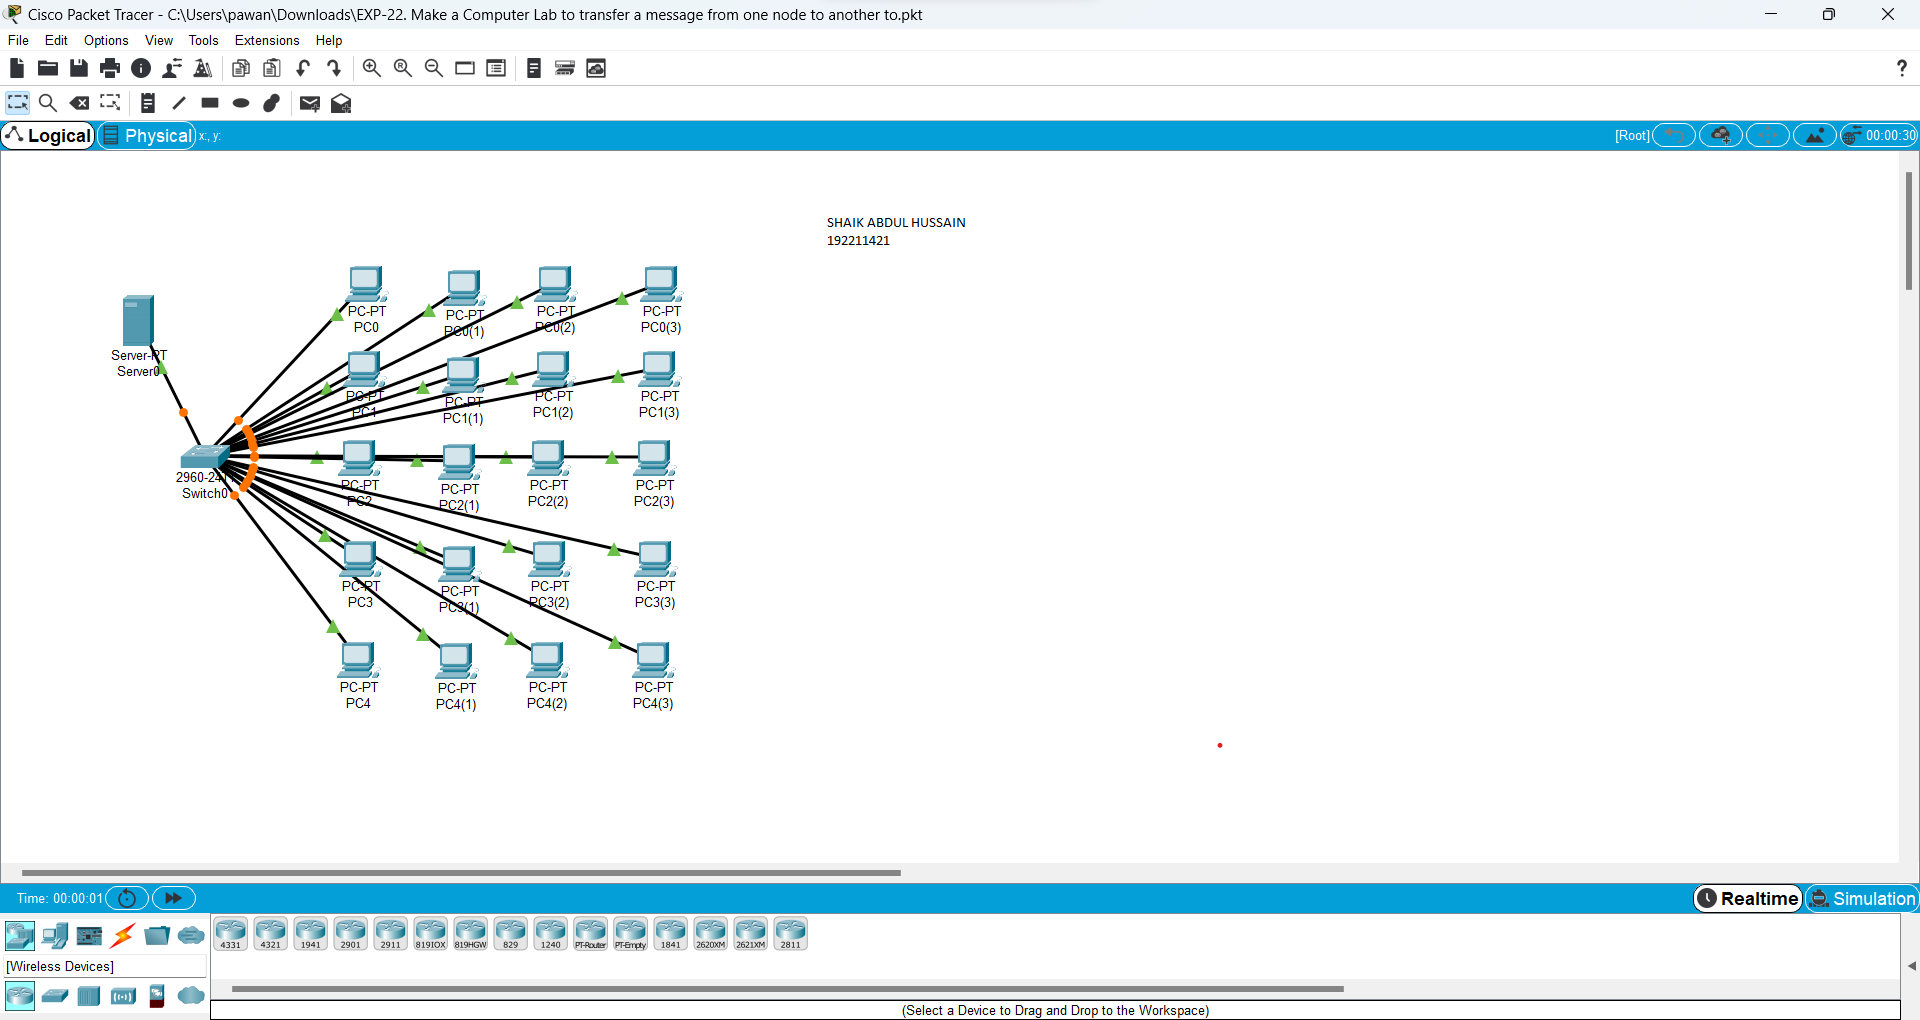 Cisco Packet Tracer - C:\Users\pawan\Downloads\EXP-22. Make a Computer Lab to transfer a message from one node to another to.pkt
File Edit Options View Tools Extensions Help
?
Logical Physical x:, y: [Root] 00:00:30
SHAIK ABDUL HUSSAIN
192211421
PC-PT PC-PT PC-PT PC-PT
PC0 PC0(1) PC0(2) PC0(3)
Server-PT
Server0
PC-PT PC-PT PC-PT PC-PT
PC1 PC1(1) PC1(2) PC1(3)
2960-24TT
Switch0
PC-PT PC-PT PC-PT PC-PT
PC2 PC2(1) PC2(2) PC2(3)
PC-PT PC-PT PC-PT PC-PT
PC3 PC3(1) PC3(2) PC3(3)
PC-PT PC-PT PC-PT PC-PT
PC4 PC4(1) PC4(2) PC4(3)
Time: 00:00:01 Realtime Simulation
4331 4321 1941 2901 2911 819IOX 819HGW 829 1240 PT-Router PT-Empty 1841 2620XM 2621XM 2811
[Wireless Devices]
(Select a Device to Drag and Drop to the Workspace)